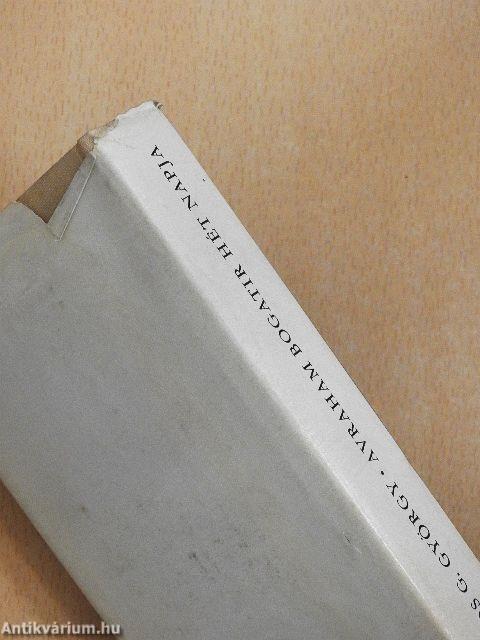 G. GYÖRGY • AVRAHAM BOGATIR HÉT NAPJA
Antikvárium.hu